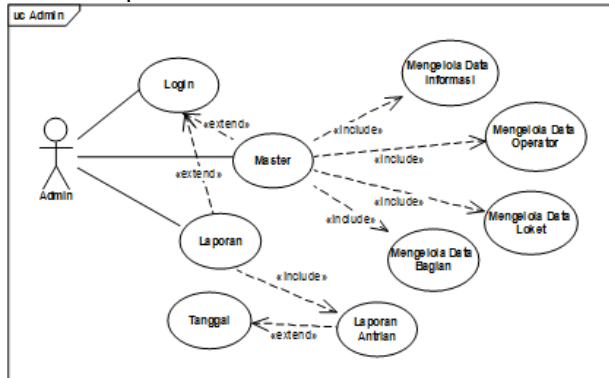 uc Admin
Login
Mengelola Data
Informasi
«extend»
«include»
Mengelola Data
Operator
«include»
Admin
Master
«extend»
«include»
Mengelola Data
Loket
«include»
Laporan
Mengelola Data
Bagian
«include»
Tanggal
«extend»
Laporan
Antrian